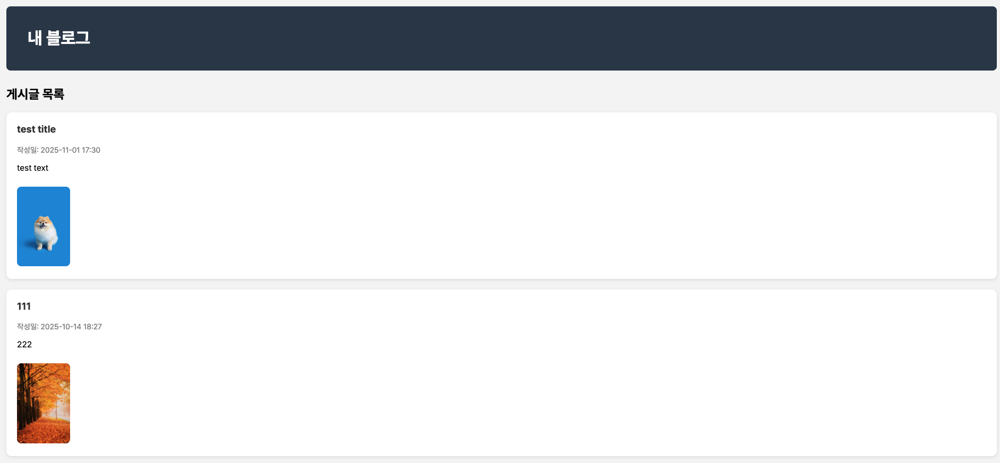 내 블로그
게시글 목록
test title
작성일: 2025-11-01 17:30
test text
111
작성일: 2025-10-14 18:27
222